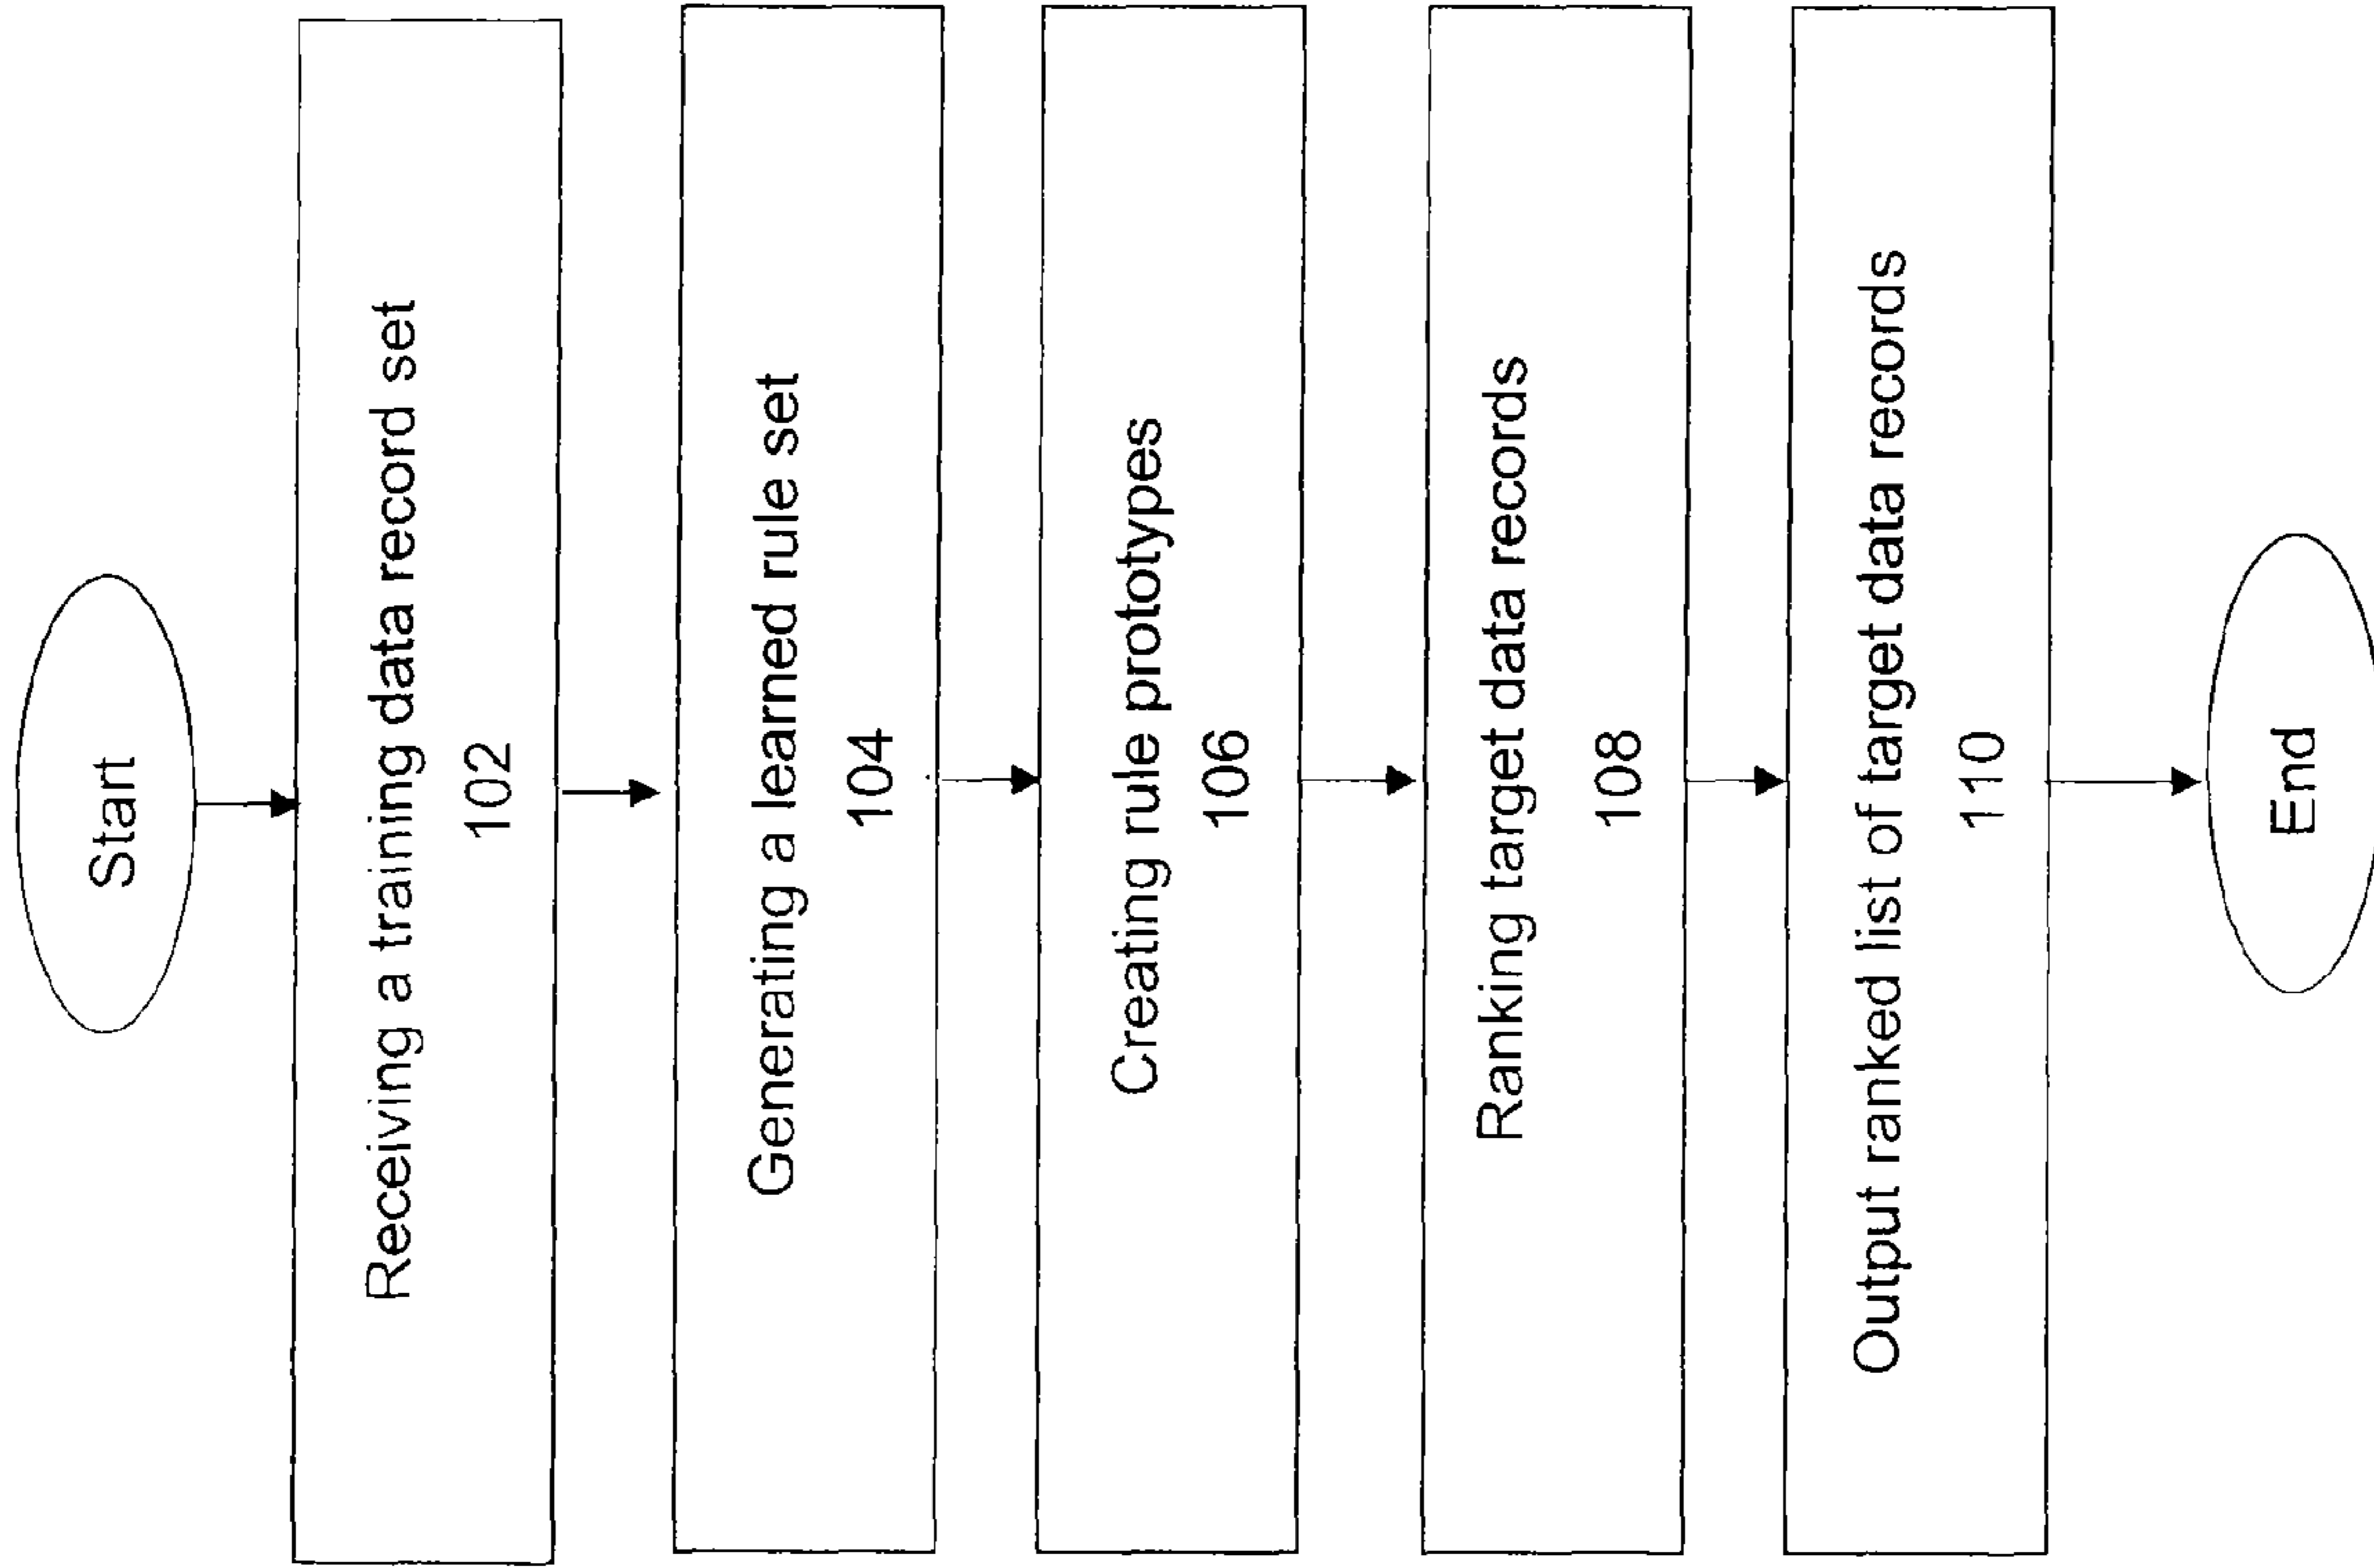 Start
Receiving a training data record set
102
Generating a learned rule set
104
Creating rule prototypes
106
Ranking target data records
108
Output ranked list of target data records
110
End